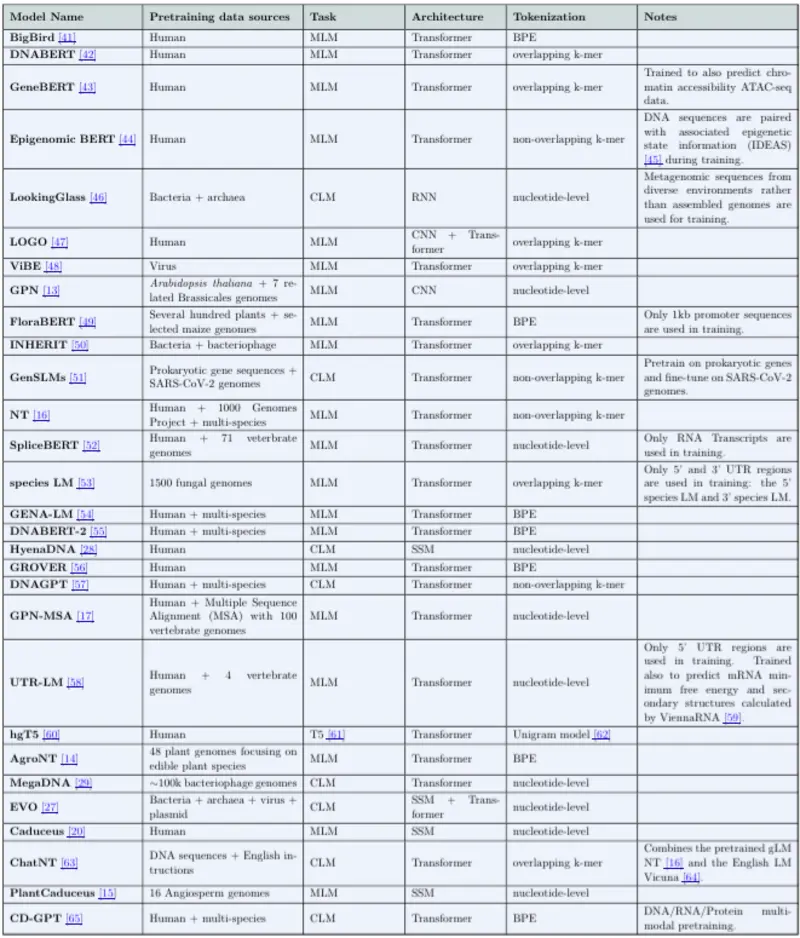 Model Name Pretraining data sources Task Architecture Tokenization Notes
BigBird [41] Human MLM Transformer BPE
DNABERT [42] Human MLM Transformer overlapping k-mer
GeneBERT [43] Human MLM Transformer overlapping k-mer Trained to also predict chro-
matin accessibility ATAC-seq
data.
Epigenomic BERT [44] Human MLM Transformer non-overlapping k-mer DNA sequences are paired
with associated epigenetic
state information (IDEAS)
[45] during training.
LookingGlass [46] Bacteria + archaea CLM RNN nucleotide-level Metagenomic sequences from
diverse environments rather
than assembled genomes are
used for training.
LOGO [47] Human MLM CNN + Trans-
former overlapping k-mer
ViBE [48] Virus MLM Transformer overlapping k-mer
GPN [13] Arabidopsis thaliana + 7 re-
lated Brassicales genomes MLM CNN nucleotide-level
FloraBERT [49] Several hundred plants + se-
lected maize genomes MLM Transformer BPE Only 1kb promoter sequences
are used in training.
INHERIT [50] Bacteria + bacteriophage MLM Transformer overlapping k-mer
GenSLMs [51] Prokaryotic gene sequences +
SARS-CoV-2 genomes CLM Transformer non-overlapping k-mer Pretrain on prokaryotic genes
and fine-tune on SARS-CoV-2
genomes.
NT [16] Human + 1000 Genomes
Project + multi-species MLM Transformer non-overlapping k-mer
SpliceBERT [52] Human + 71 veterbrate
genomes MLM Transformer nucleotide-level Only RNA Transcripts are
used in training.
species LM [53] 1500 fungal genomes MLM Transformer overlapping k-mer Only 5' and 3' UTR regions
are used in training: the 5'
species LM and 3' species LM.
GENA-LM [54] Human + multi-species MLM Transformer BPE
DNABERT-2 [55] Human + multi-species MLM Transformer BPE
HyenaDNA [28] Human CLM SSM nucleotide-level
GROVER [56] Human MLM Transformer BPE
DNAGPT [57] Human + multi-species CLM Transformer non-overlapping k-mer
GPN-MSA [17] Human + Multiple Sequence
Alignment (MSA) with 100
vertebrate genomes MLM Transformer nucleotide-level
UTR-LM [58] Human + 4 vertebrate
genomes MLM Transformer nucleotide-level Only 5' UTR regions are
used in training. Trained
also to predict mRNA min-
imum free energy and sec-
ondary structures calculated
by ViennaRNA [59].
hgT5 [60] Human T5 [61] Transformer Unigram model [62]
AgroNT [14] 48 plant genomes focusing on
edible plant species MLM Transformer BPE
MegaDNA [29] ~100k bacteriophage genomes CLM Transformer nucleotide-level
EVO [27] Bacteria + archaea + virus +
plasmid CLM SSM + Trans-
former nucleotide-level
Caduceus [20] Human MLM SSM nucleotide-level
ChatNT [63] DNA sequences + English in-
tructions CLM Transformer overlapping k-mer Combines the pretrained gLM
NT [16] and the English LM
Vicuna [64].
PlantCaduceus [15] 16 Angiosperm genomes MLM SSM nucleotide-level
CD-GPT [65] Human + multi-species CLM Transformer BPE DNA/RNA/Protein multi-
modal pretraining.